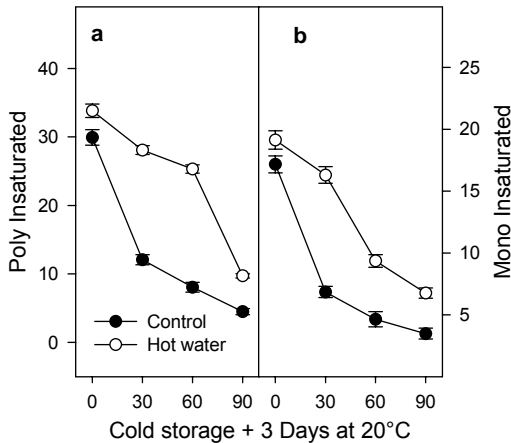 a
b
40
30
20
10
0
Poly Insaturated
25
20
15
10
5
Mono Insaturated
Control
Hot water
0 30 60 90 0 30 60 90
Cold storage + 3 Days at 20°C